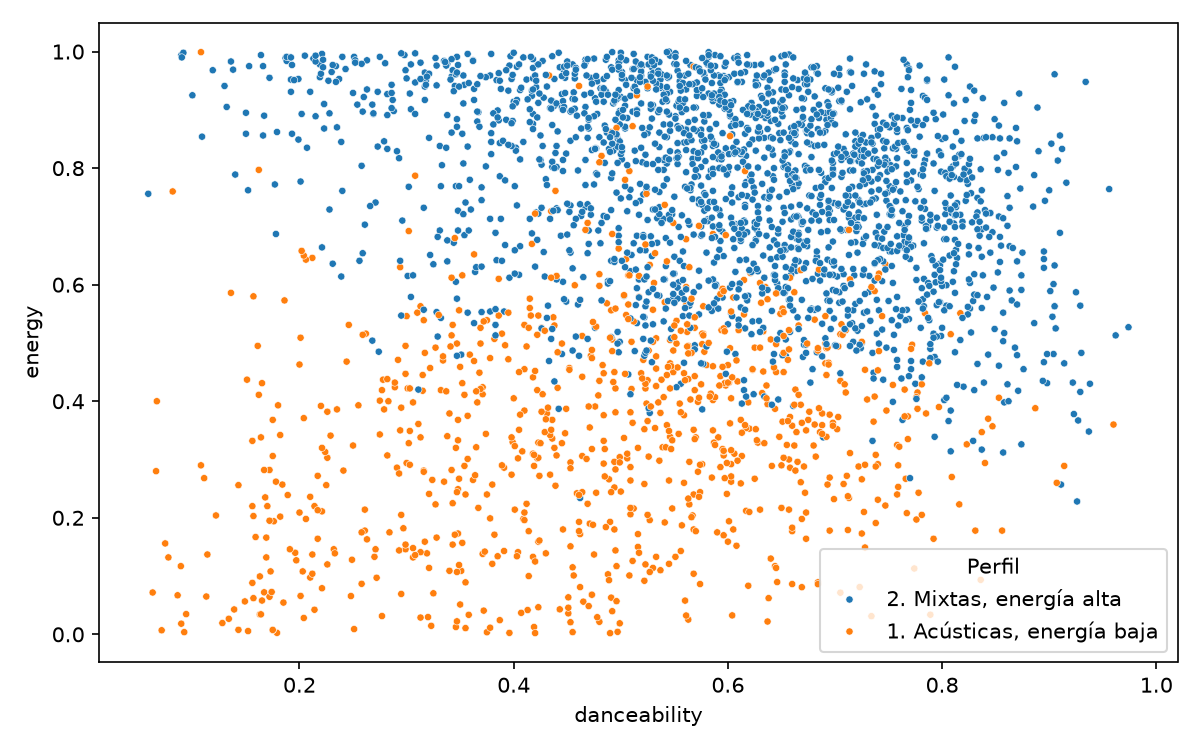 1.0
0.8
0.6
0.4
0.2
0.0
energy
0.2 0.4 0.6 0.8 1.0
danceability
Perfil
2. Mixtas, energía alta
1. Acústicas, energía baja